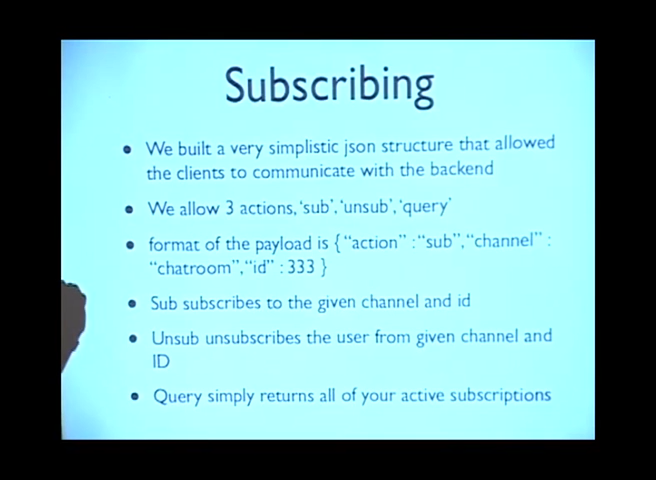 Subscribing
• We built a very simplistic json structure that allowed
the clients to communicate with the backend
• We allow 3 actions, 'sub', 'unsub', 'query'
• format of the payload is { "action" : "sub", "channel" :
"chatroom", "id" : 333 }
• Sub subscribes to the given channel and id
• Unsub unsubscribes the user from given channel and
ID
• Query simply returns all of your active subscriptions